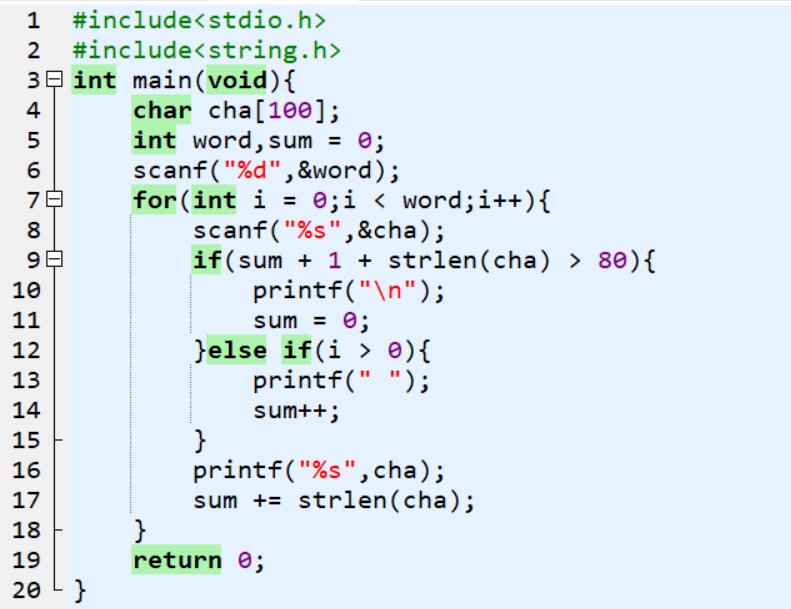 1 #include<stdio.h>
2 #include<string.h>
3 int main(void){
4 char cha[100];
5 int word,sum = 0;
6 scanf("%d",&word);
7 for(int i = 0;i < word;i++){
8 scanf("%s",&cha);
9 if(sum + 1 + strlen(cha) > 80){
10 printf("\n");
11 sum = 0;
12 }else if(i > 0){
13 printf(" ");
14 sum++;
15 }
16 printf("%s",cha);
17 sum += strlen(cha);
18 }
19 return 0;
20 }